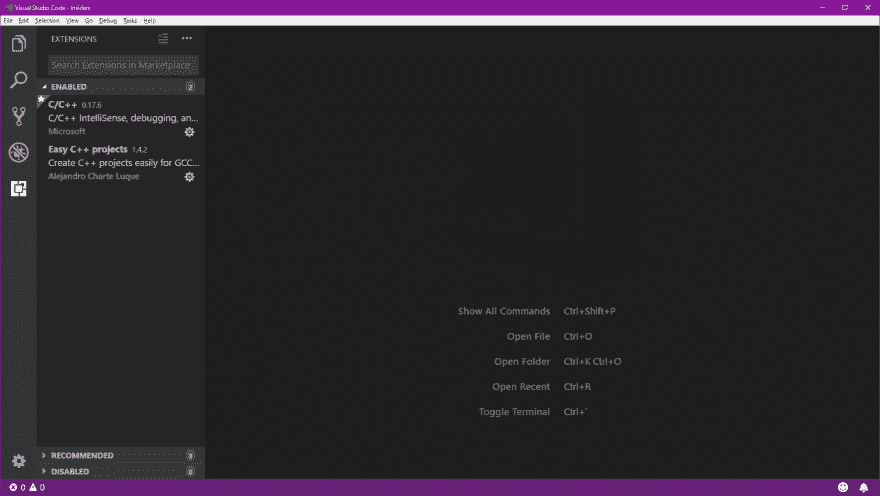 Visual Studio Code - Insiders
File Edit Selection View Go Debug Tasks Help
EXTENSIONS
Search Extensions in Marketplace
ENABLED 2
C/C++ 0.17.6
C/C++ IntelliSense, debugging, an...
Microsoft
Easy C++ projects 1.4.2
Create C++ projects easily for GCC...
Alejandro Charte Luque
Show All Commands Ctrl+Shift+P
Open File Ctrl+O
Open Folder Ctrl+K Ctrl+O
Open Recent Ctrl+R
Toggle Terminal Ctrl+`
RECOMMENDED 3
DISABLED 0
0 0